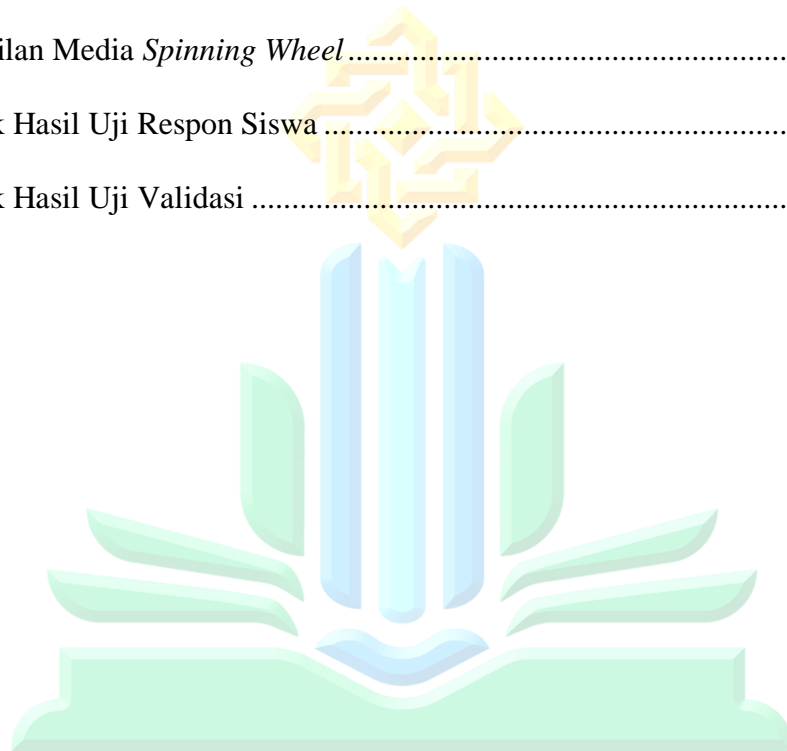 ilan Media Spinning Wheel........................................................
k Hasil Uji Respon Siswa ..........................................................
k Hasil Uji Validasi ...................................................................